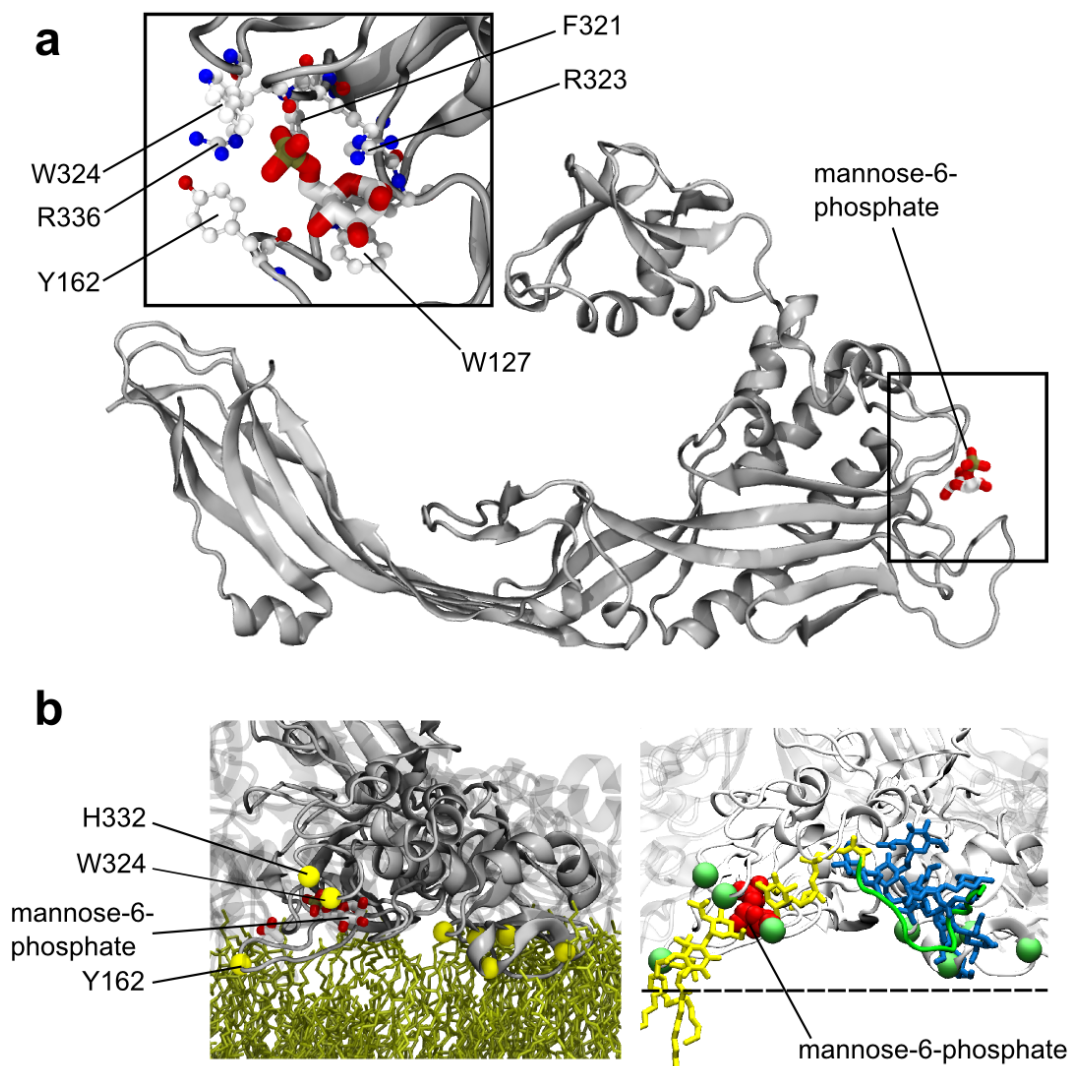 a
F321
R323
W324
R336
Y162
W127
mannose-6-
phosphate
b
H332
W324
mannose-6-
phosphate
Y162
mannose-6-phosphate